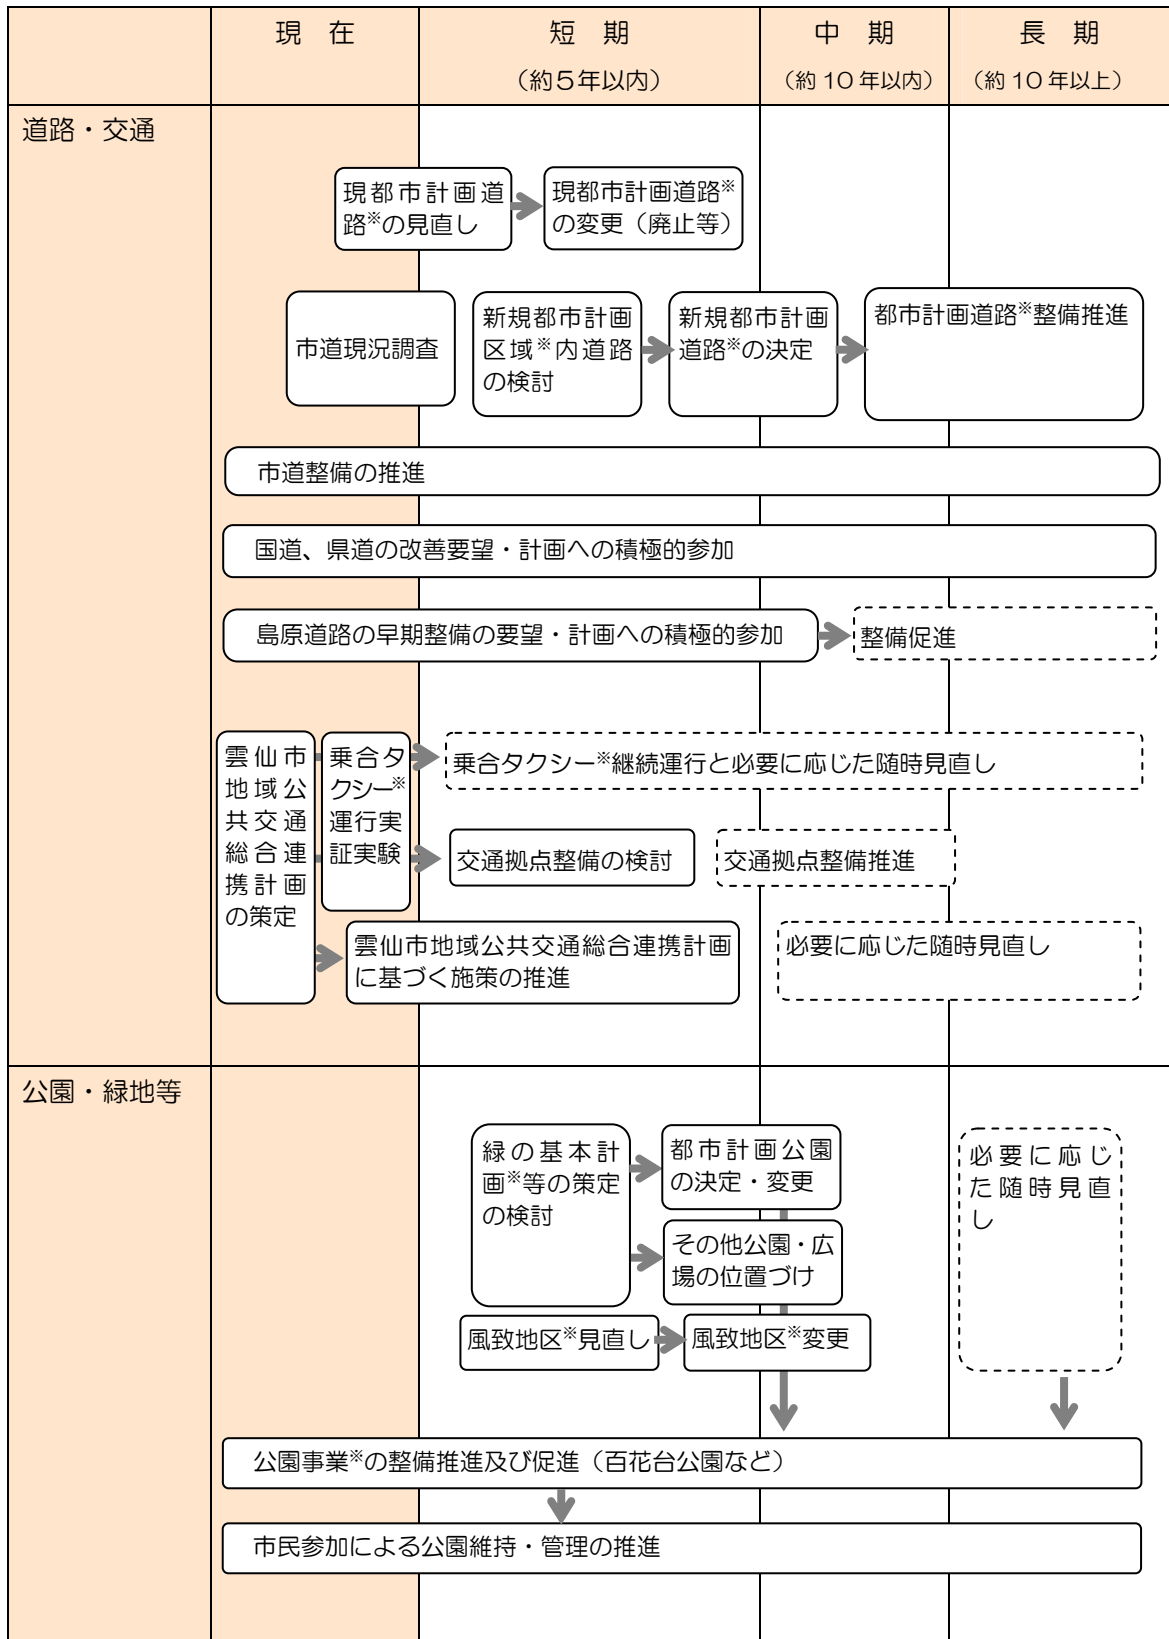 現　在
短　期
（約５年以内）
中　期
（約 10 年以内）
長　期
（約 10 年以上）
道路・交通
現都市計画道
路※の見直し
現都市計画道路※
の変更（廃止等）
市道現況調査
新規都市計画
区域※内道路
の検討
新規都市計画
道路※の決定
都市計画道路※整備推進
市道整備の推進
国道、県道の改善要望・計画への積極的参加
島原道路の早期整備の要望・計画への積極的参加
整備促進
雲仙市
地域公
共交通
総合連
携計画
の策定
乗合タ
クシー※
運行実
証実験
乗合タクシー※継続運行と必要に応じた随時見直し
交通拠点整備の検討
交通拠点整備推進
雲仙市地域公共交通総合連携計画
に基づく施策の推進
必要に応じた随時見直し
公園・緑地等
緑の基本計
画※等の策定
の検討
都市計画公園
の決定・変更
その他公園・広
場の位置づけ
必要に応じ
た随時見直
し
風致地区※見直し
風致地区※変更
公園事業※の整備推進及び促進（百花台公園など）
市民参加による公園維持・管理の推進